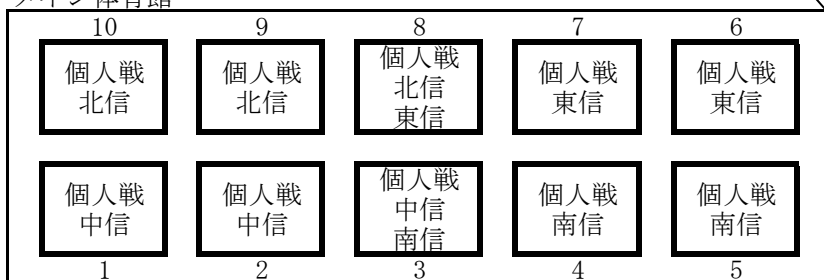 10 9 8 7 6
個人戦 北信
個人戦 北信
個人戦 北信 東信
個人戦 東信
個人戦 東信
個人戦 中信
個人戦 中信
個人戦 中信 南信
個人戦 南信
個人戦 南信
1 2 3 4 5